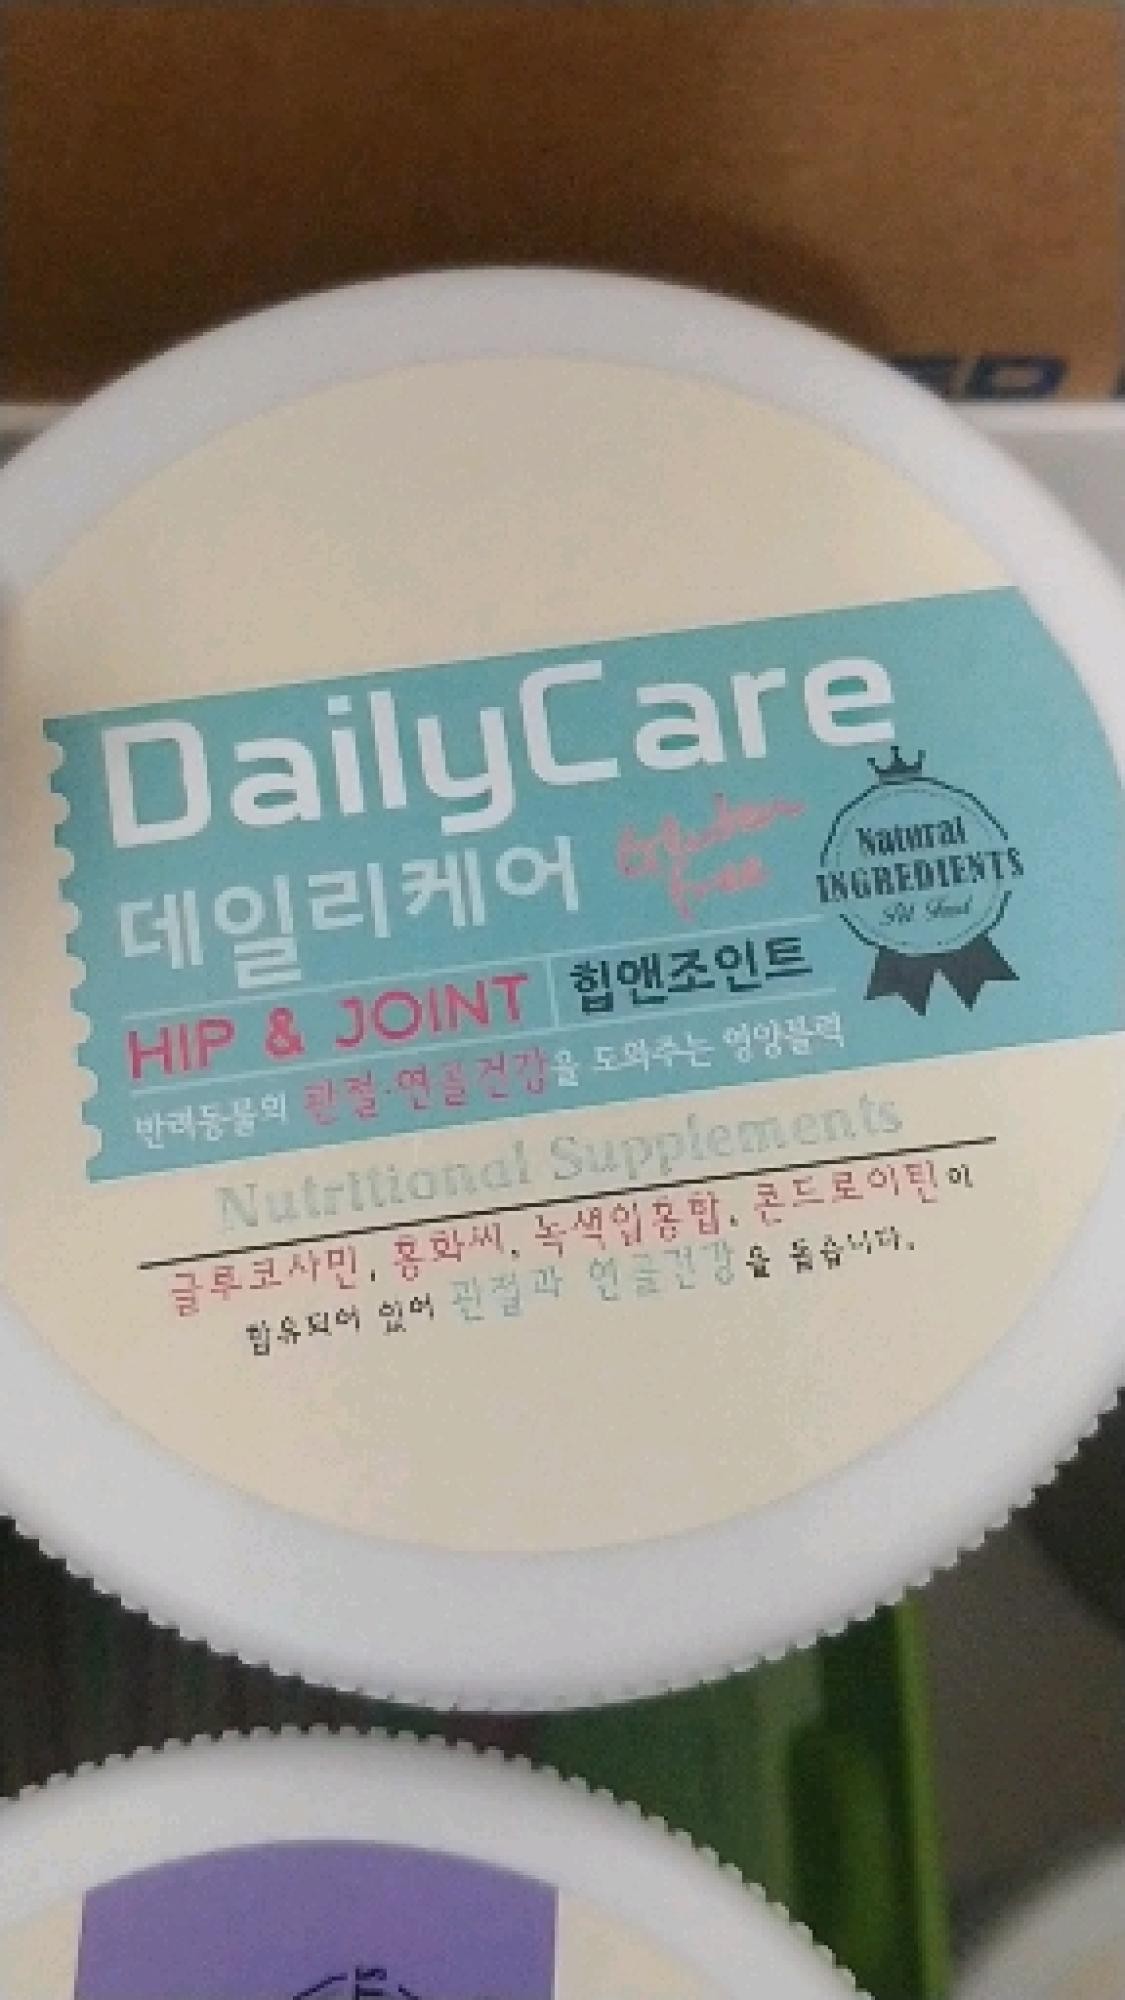 DailyCare
데일리케어
Gluten
free
Natural
INGREDIENTS
Pet Food
HIP & JOINT 힙앤조인트
반려동물의 관절·연골건강을 도와주는 영양블럭
Nutritional Supplements
글루코사민, 홍화씨, 녹색입홍합, 콘드로이틴이
함유되어 있어 관절과 연골건강을 돕습니다.